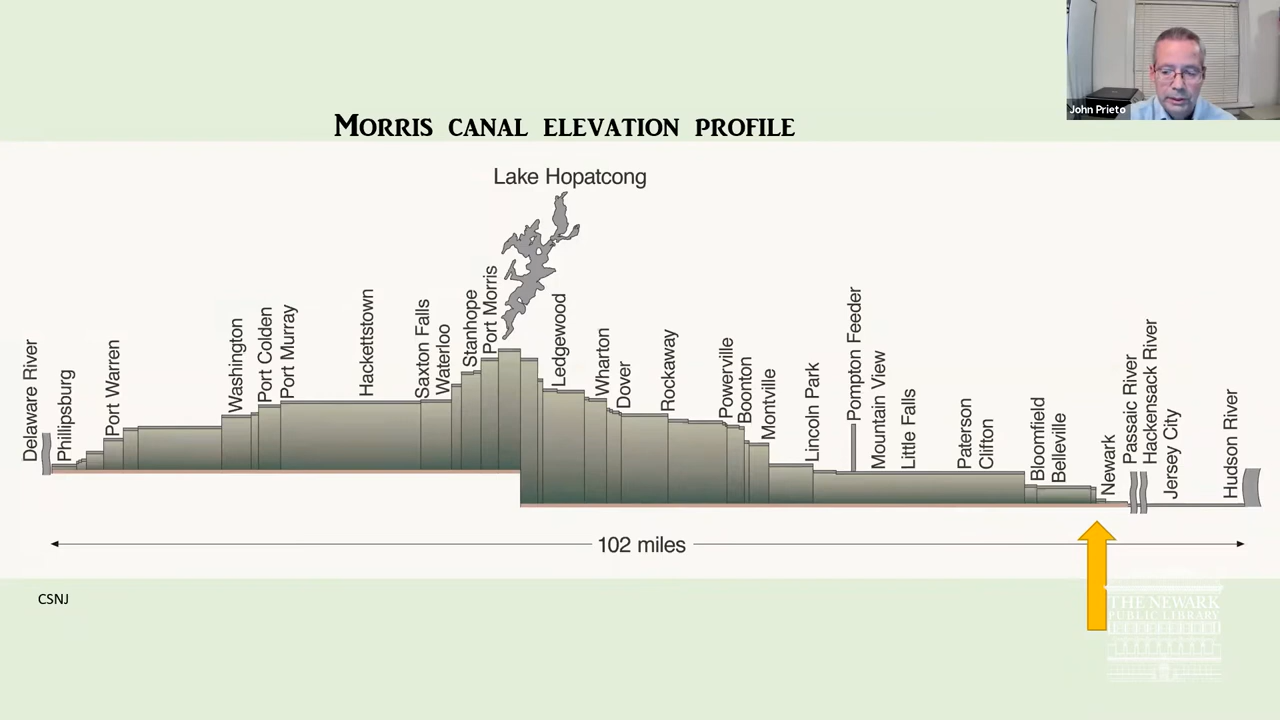 John Prieto
MORRIS CANAL ELEVATION PROFILE
Lake Hopatcong
Delaware River
Phillipsburg
Port Warren
Washington
Port Colden
Port Murray
Hackettstown
Saxton Falls
Waterloo
Stanhope
Port Morris
Ledgewood
Wharton
Dover
Rockaway
Powerville
Boonton
Montville
Lincoln Park
Pompton Feeder
Mountain View
Little Falls
Paterson
Clifton
Bloomfield
Belleville
Newark
Passaic River
Hackensack River
Jersey City
Hudson River
102 miles
CSNJ
THE NEWARK
PUBLIC LIBRARY